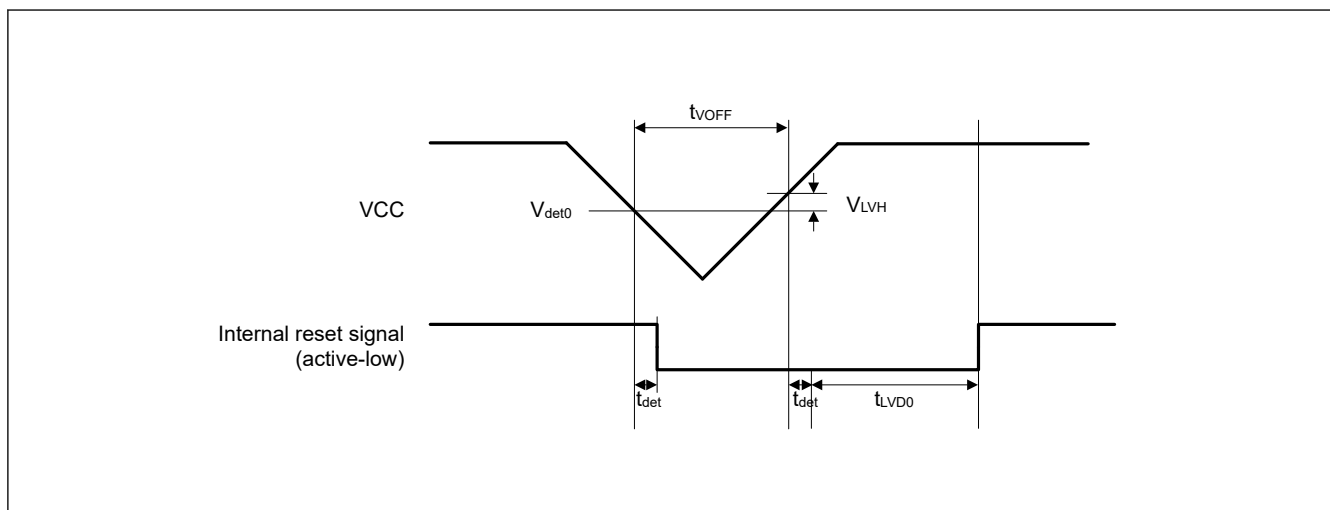 tVOFF
VCC
Vdet0
VLVH
Internal reset signal
(active-low)
tdet
tdet
tLVD0